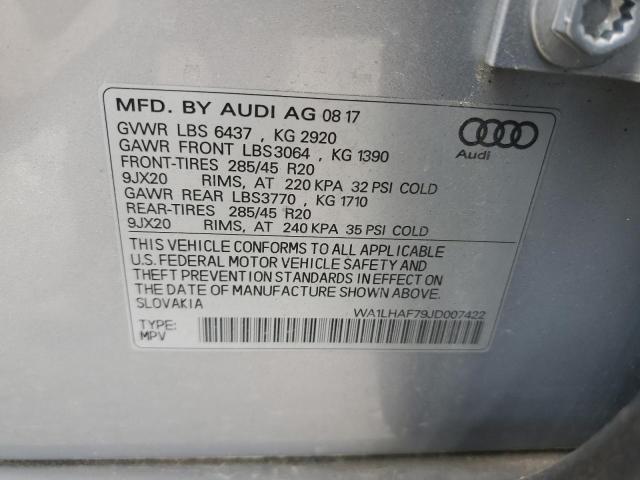 MFD. BY AUDI AG 08 17
GVWR LBS 6437 , KG 2920
GAWR FRONT LBS3064 , KG 1390
FRONT-TIRES 285/45 R20
9JX20 RIMS, AT 220 KPA 32 PSI COLD
GAWR REAR LBS3770 , KG 1710
REAR-TIRES 285/45 R20
9JX20 RIMS, AT 240 KPA 35 PSI COLD
Audi
THIS VEHICLE CONFORMS TO ALL APPLICABLE
U.S. FEDERAL MOTOR VEHICLE SAFETY AND
THEFT PREVENTION STANDARDS IN EFFECT ON
THE DATE OF MANUFACTURE SHOWN ABOVE.
SLOVAKIA
WA1LHAF79JD007422
TYPE:
MPV